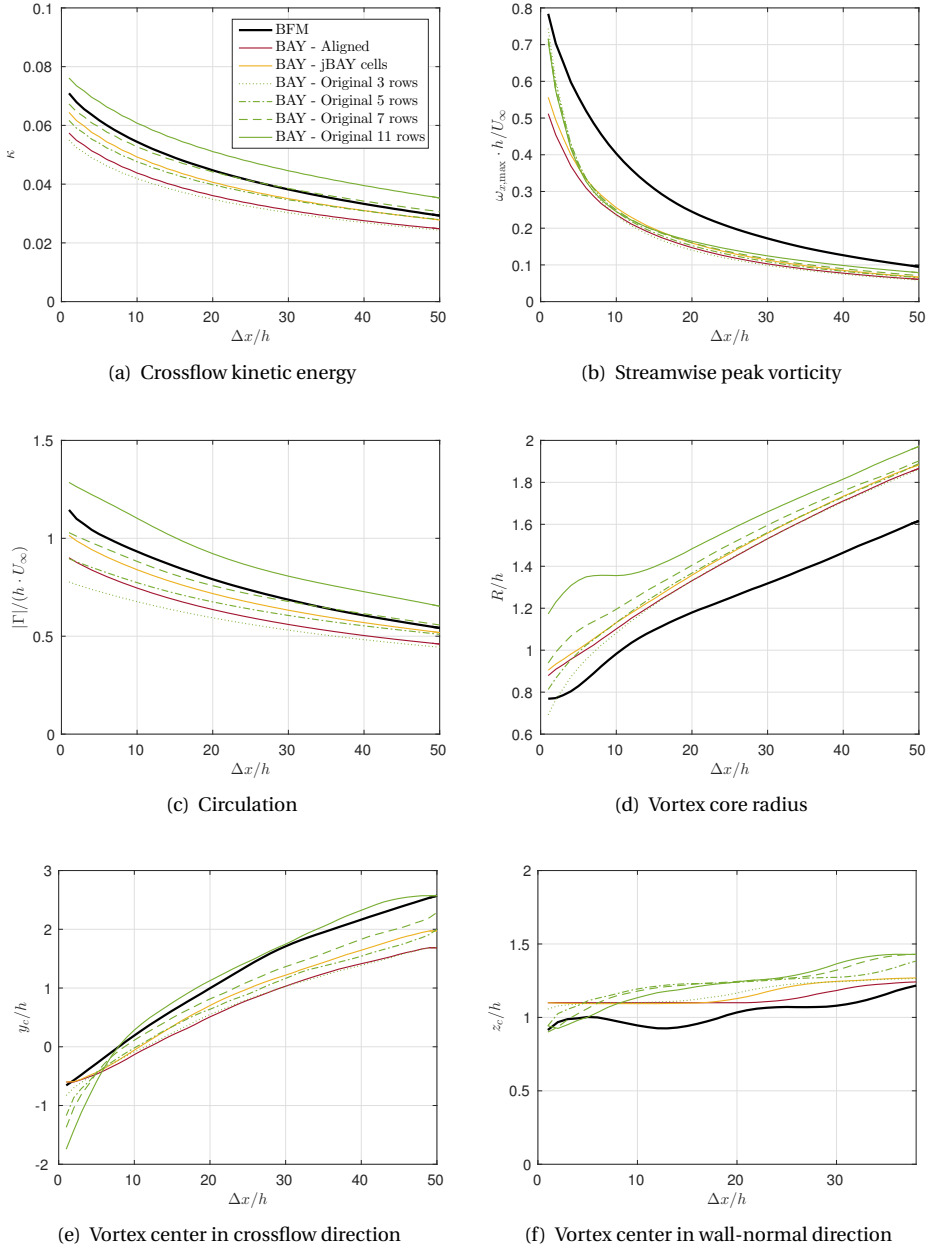 0.1
0.08
0.06
0.04
0.02
0
κ
0 10 20 30 40 50
Δx/h
BFM
BAY - Aligned
BAY - jBAY cells
BAY - Original 3 rows
BAY - Original 5 rows
BAY - Original 7 rows
BAY - Original 11 rows
(a) Crossflow kinetic energy
0.8
0.7
0.6
0.5
0.4
0.3
0.2
0.1
0
ω_{x,max} · h/U_∞
0 10 20 30 40 50
Δx/h
(b) Streamwise peak vorticity
1.5
1
0.5
0
|Γ|/(h · U_∞)
0 10 20 30 40 50
Δx/h
(c) Circulation
2
1.8
1.6
1.4
1.2
1
0.8
0.6
R/h
0 10 20 30 40 50
Δx/h
(d) Vortex core radius
3
2
1
0
-1
-2
y_c/h
0 10 20 30 40 50
Δx/h
(e) Vortex center in crossflow direction
2
1.5
1
0.5
0
z_c/h
0 10 20 30
Δx/h
(f) Vortex center in wall-normal direction